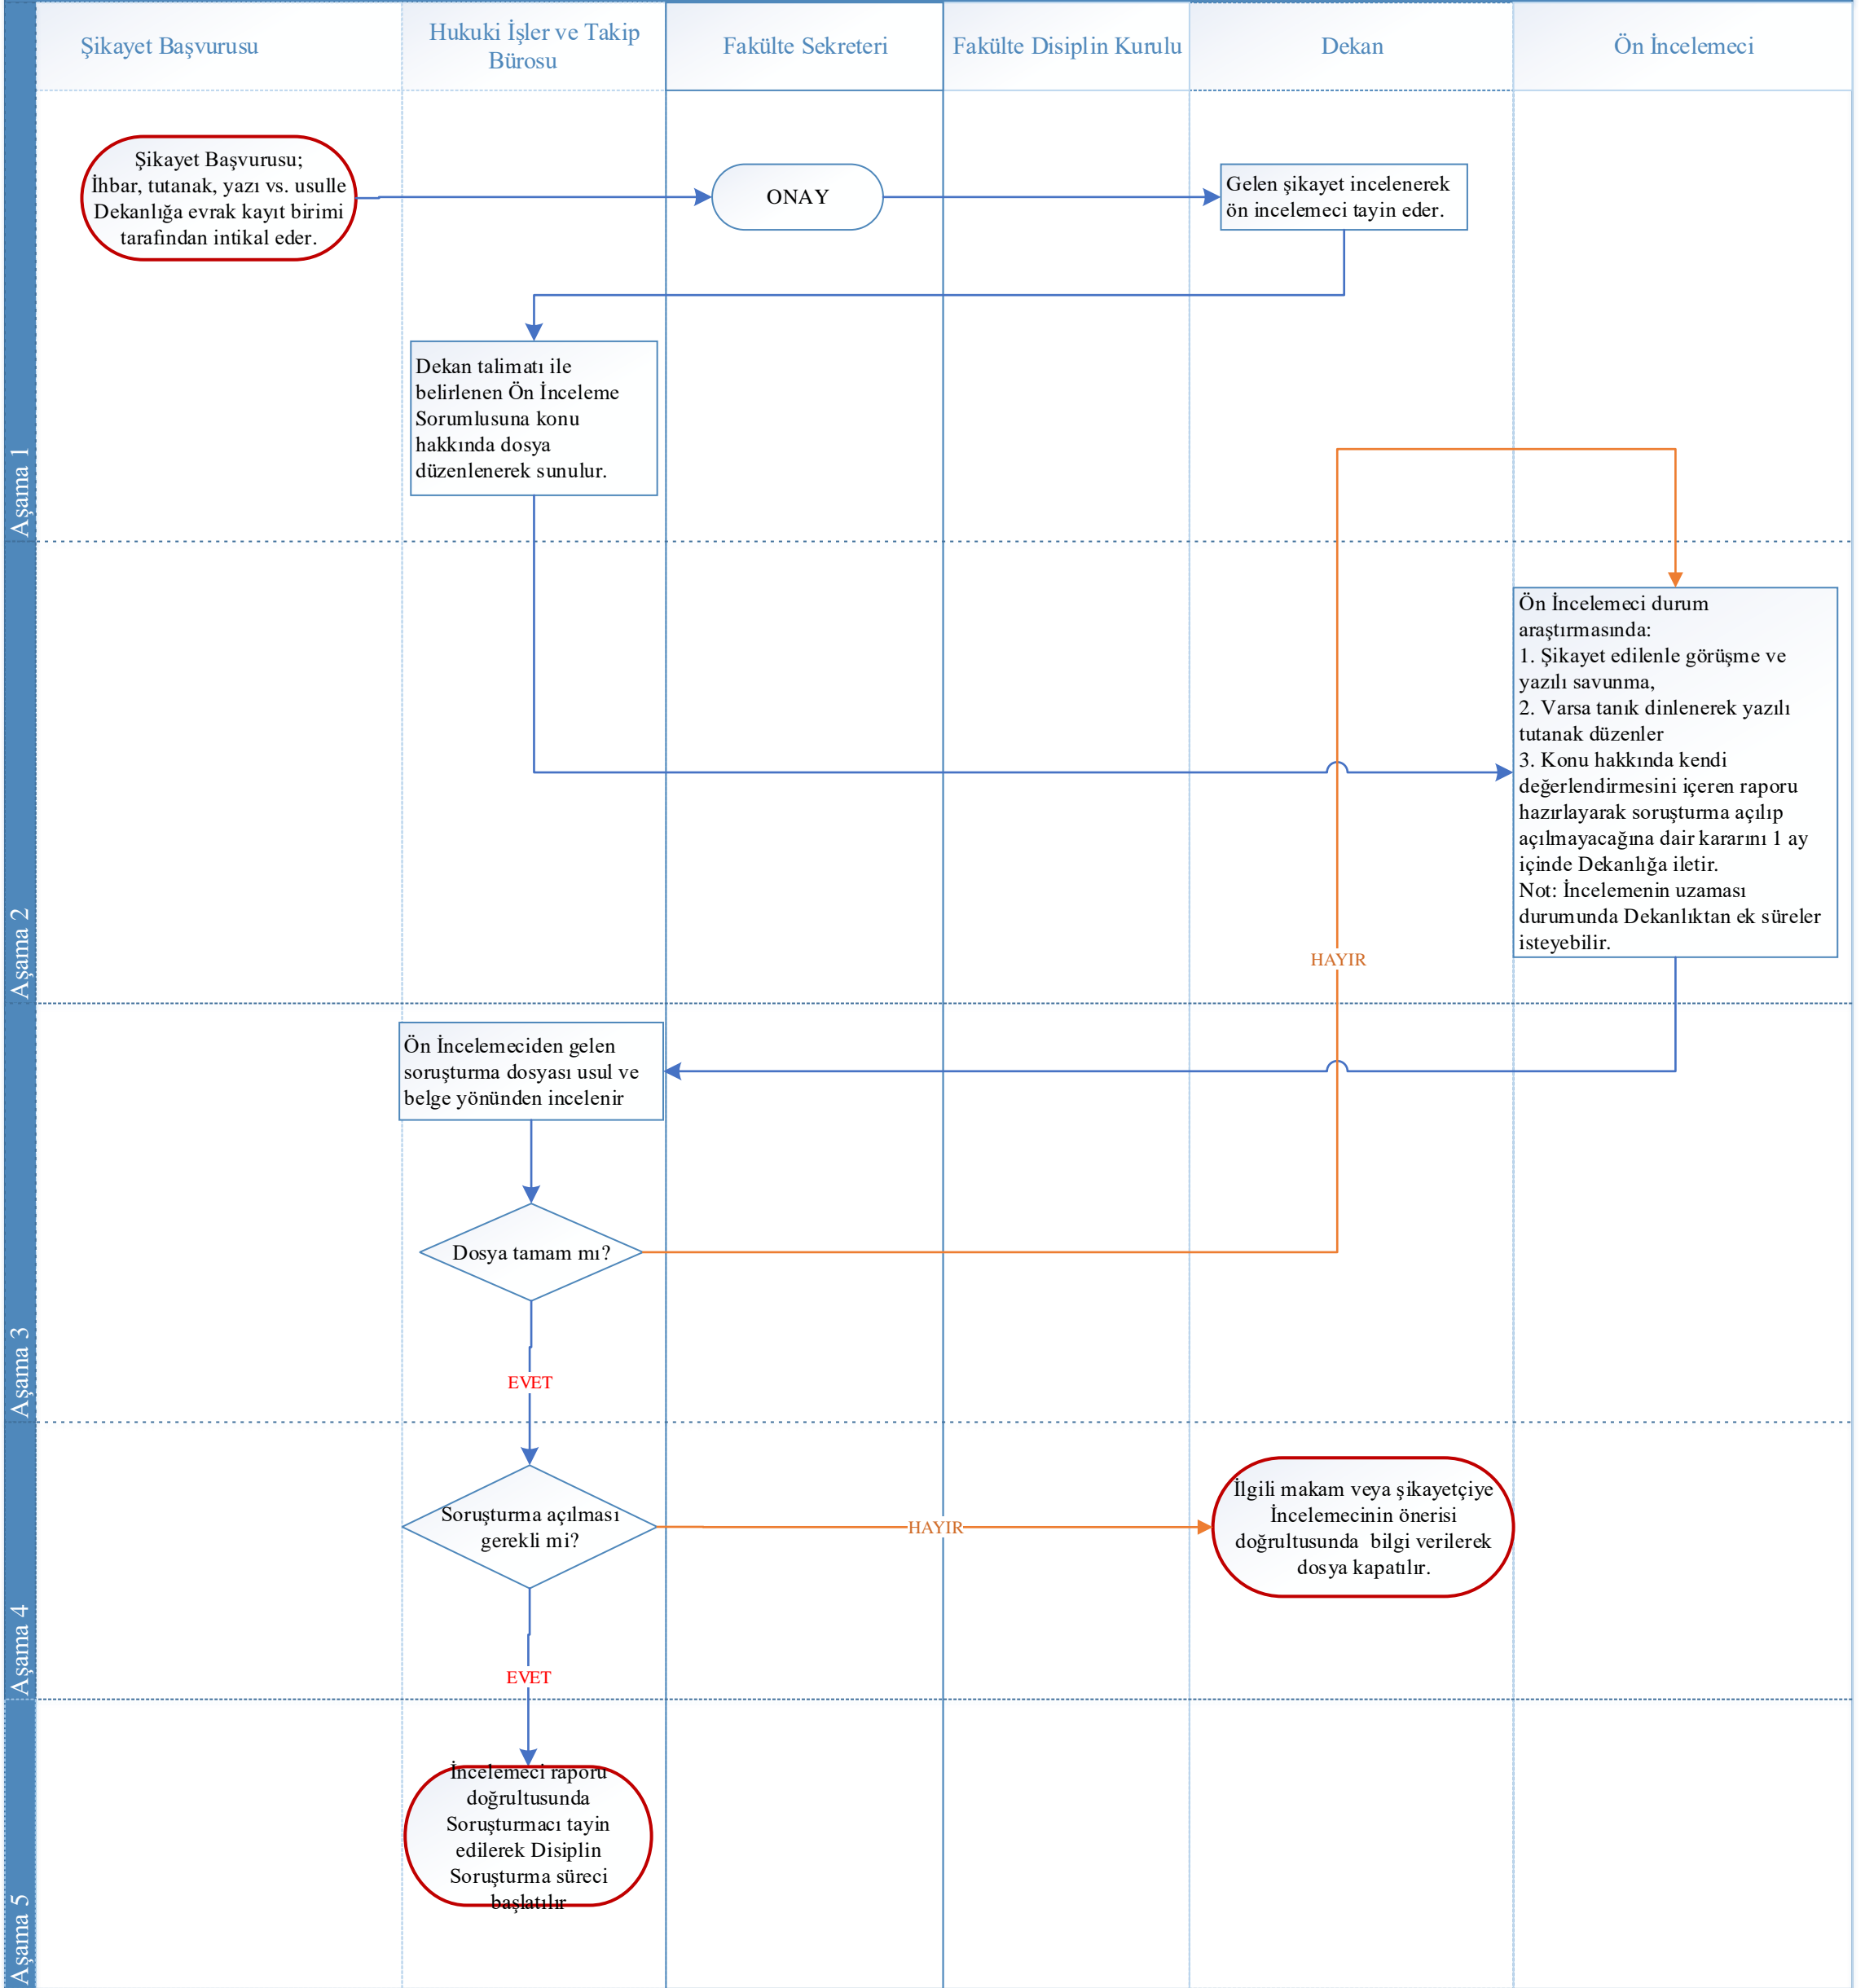 Şikayet Başvurusu
Hukuki İşler ve Takip
Bürosu
Fakülte Sekreteri
Fakülte Disiplin Kurulu
Dekan
Ön İncelemeci
Aşama 1
Şikayet Başvurusu;
İhbar, tutanak, yazı vs. usulle
Dekanlığa evrak kayıt birimi
tarafından intikal eder.
ONAY
Gelen şikayet incelenerek
ön incelemeci tayin eder.
Dekan talimatı ile
belirlenen Ön İnceleme
Sorumlusuna konu
hakkında dosya
düzenlenerek sunulur.
Aşama 2
Ön İncelemeci durum
araştırmasında:
1. Şikayet edilenle görüşme ve
yazılı savunma,
2. Varsa tanık dinlenerek yazılı
tutanak düzenler
3. Konu hakkında kendi
değerlendirmesini içeren raporu
hazırlayarak soruşturma açılıp
açılmayacağına dair kararını 1 ay
içinde Dekanlığa iletir.
Not: İncelemenin uzaması
durumunda Dekanlıktan ek süreler
isteyebilir.
HAYIR
Aşama 3
Ön İncelemeciden gelen
soruşturma dosyası usul ve
belge yönünden incelenir
Dosya tamam mı?
EVET
Aşama 4
Soruşturma açılması
gerekli mi?
HAYIR
İlgili makam veya şikayetçiye
İncelemecinin önerisi
doğrultusunda  bilgi verilerek
dosya kapatılır.
EVET
Aşama 5
İncelemeci raporu
doğrultusunda
Soruşturmacı tayin
edilerek Disiplin
Soruşturma süreci
başlatılır